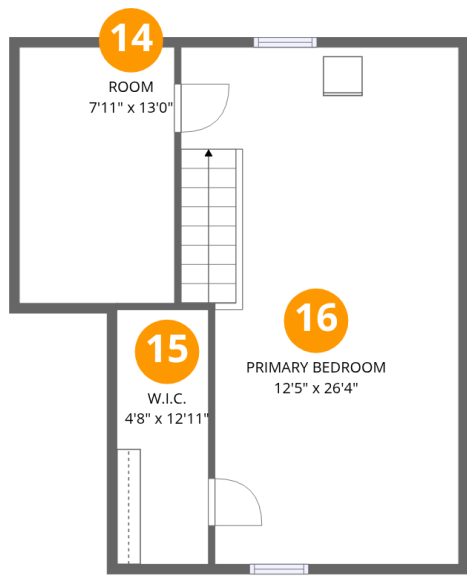 14
ROOM
7'11" x 13'0"
15
W.I.C.
4'8" x 12'11"
16
PRIMARY BEDROOM
12'5" x 26'4"